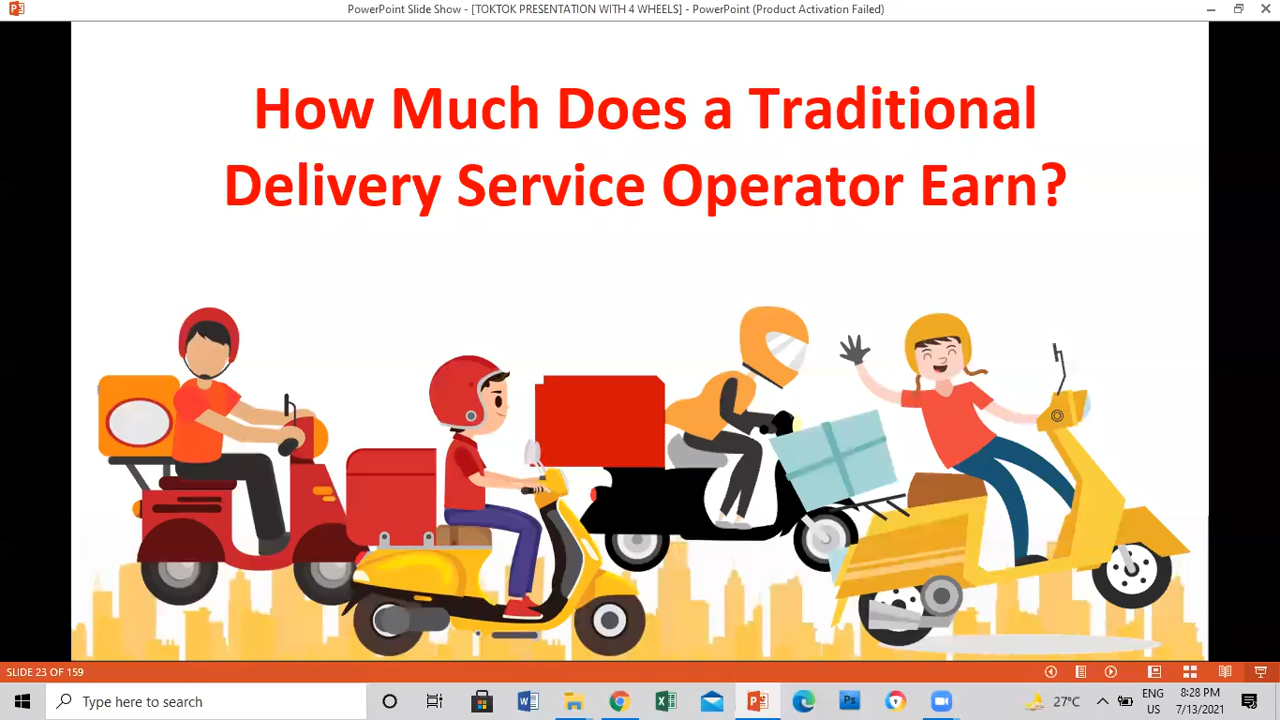 PowerPoint Slide Show - [TOKTOK PRESENTATION WITH 4 WHEELS] - PowerPoint (Product Activation Failed)
How Much Does a Traditional
Delivery Service Operator Earn?
SLIDE 23 OF 159
Type here to search
27°C
ENG
US
8:28 PM
7/13/2021